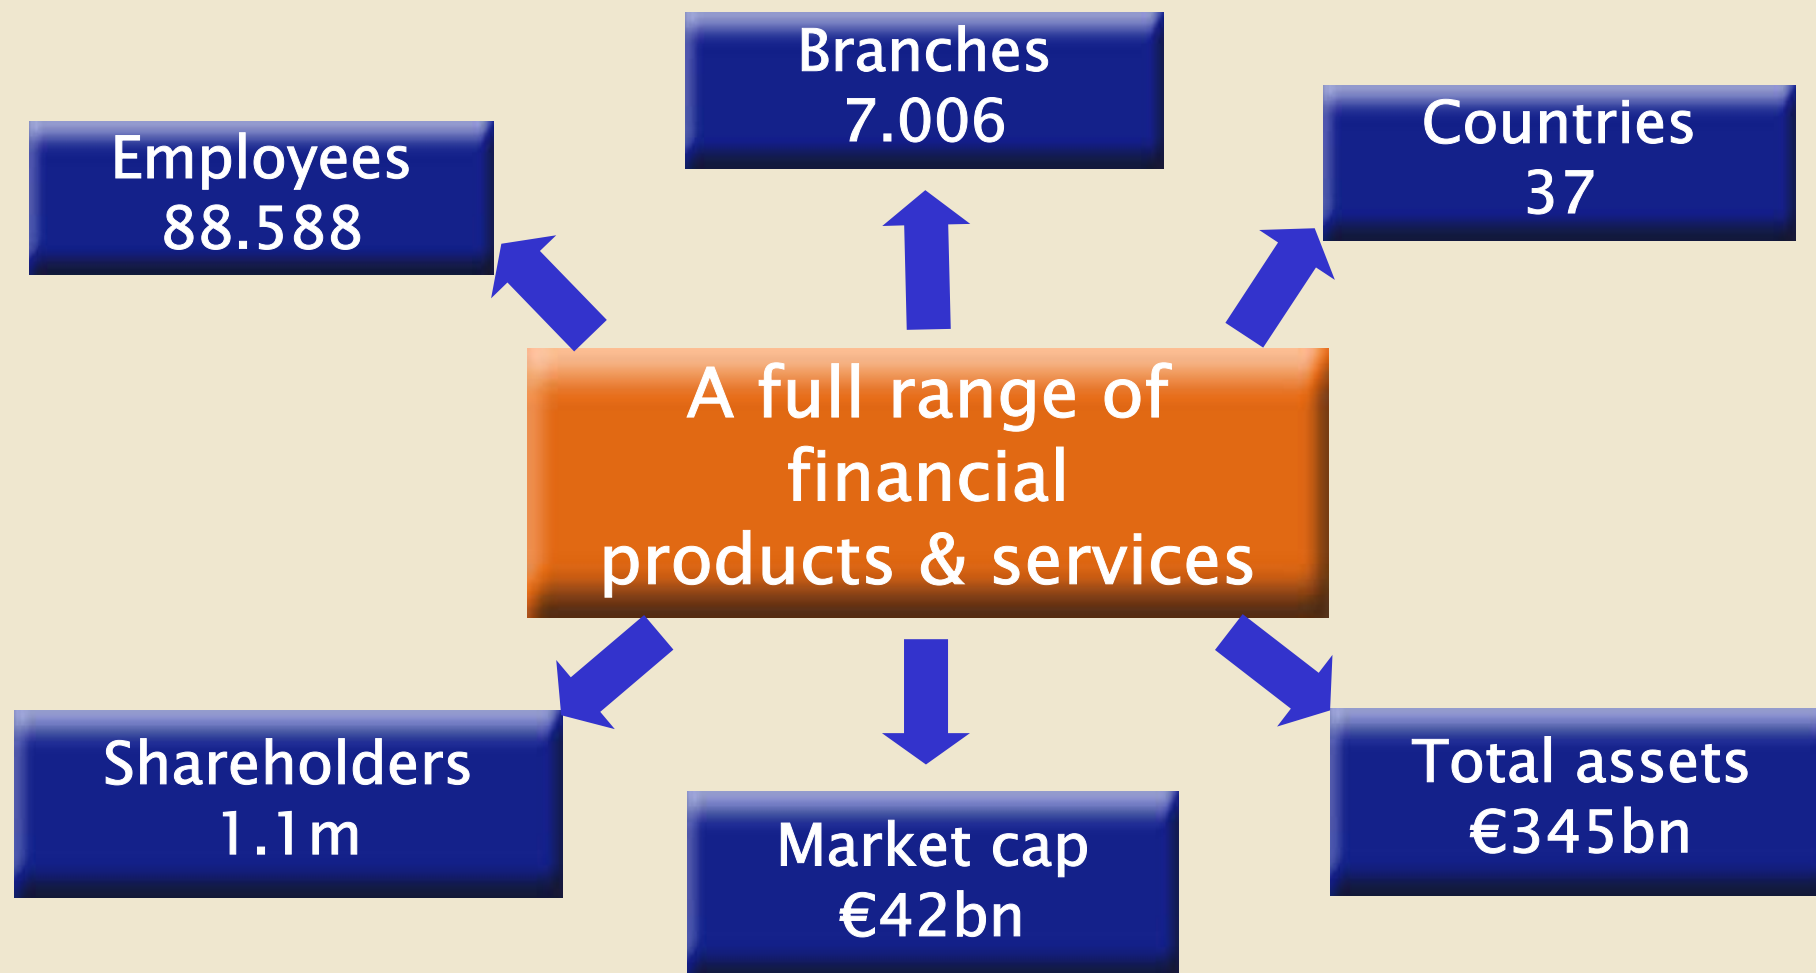 Branches
7.006
Countries
37
Employees
88.588
A full range of
financial
products & services
Shareholders
1.1m
Market cap
€42bn
Total assets
€345bn